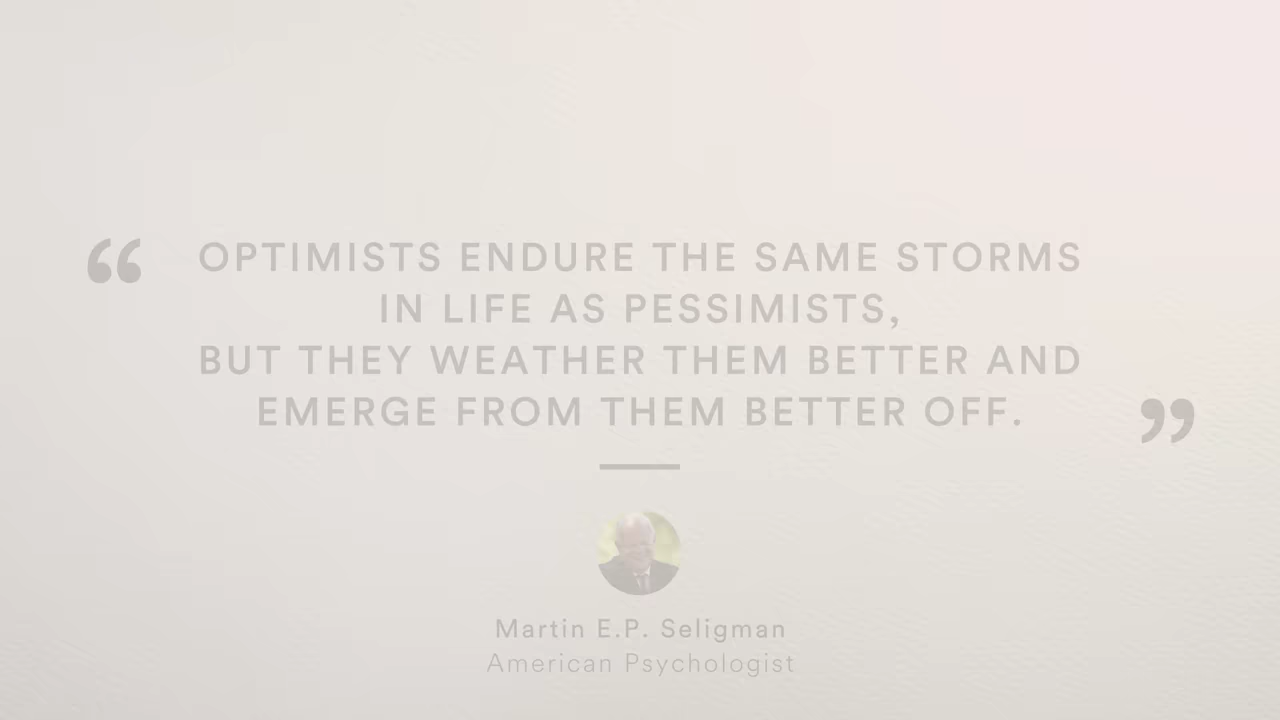 “ OPTIMISTS ENDURE THE SAME STORMS
IN LIFE AS PESSIMISTS,
BUT THEY WEATHER THEM BETTER AND
EMERGE FROM THEM BETTER OFF. ”
Martin E.P. Seligman
American Psychologist